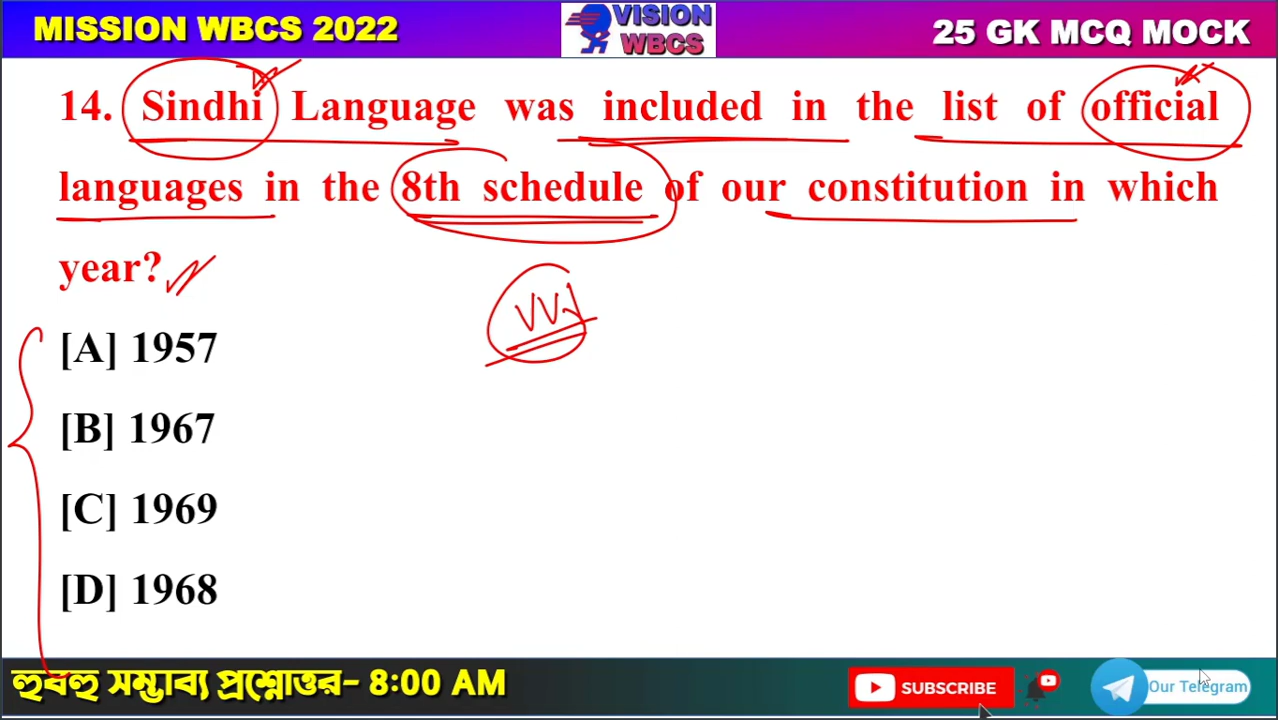 MISSION WBCS 2022
VISION
WBCS
25 GK MCQ MOCK
14. Sindhi Language was included in the list of official
languages in the 8th schedule of our constitution in which
year?
[A] 1957
[B] 1967
[C] 1969
[D] 1968
হুবহু সম্ভাব্য প্রশ্নোত্তর- 8:00 AM
SUBSCRIBE
Our Telegram